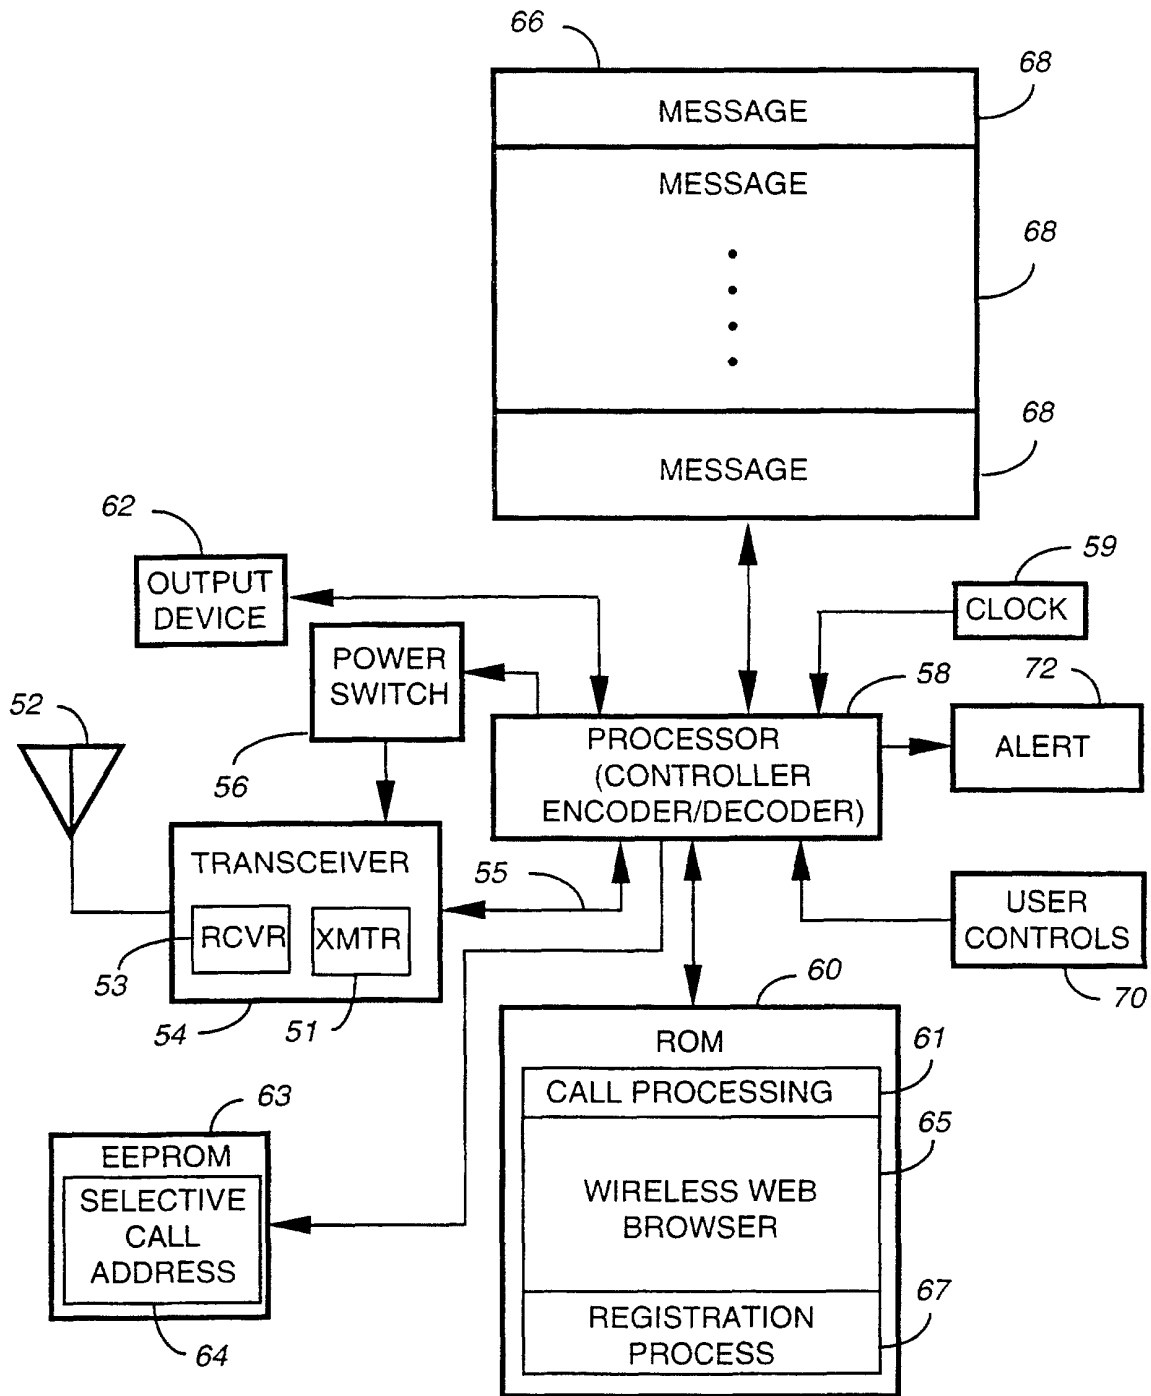 66
68
MESSAGE
MESSAGE
68
68
MESSAGE
62
OUTPUT
DEVICE
59
CLOCK
POWER
SWITCH
56
58
72
ALERT
52
PROCESSOR
(CONTROLLER
ENCODER/DECODER)
TRANSCEIVER
RCVR
XMTR
53
54
51
55
USER
CONTROLS
70
60
ROM
61
CALL PROCESSING
65
WIRELESS WEB
BROWSER
67
REGISTRATION
PROCESS
63
EEPROM
SELECTIVE
CALL
ADDRESS
64